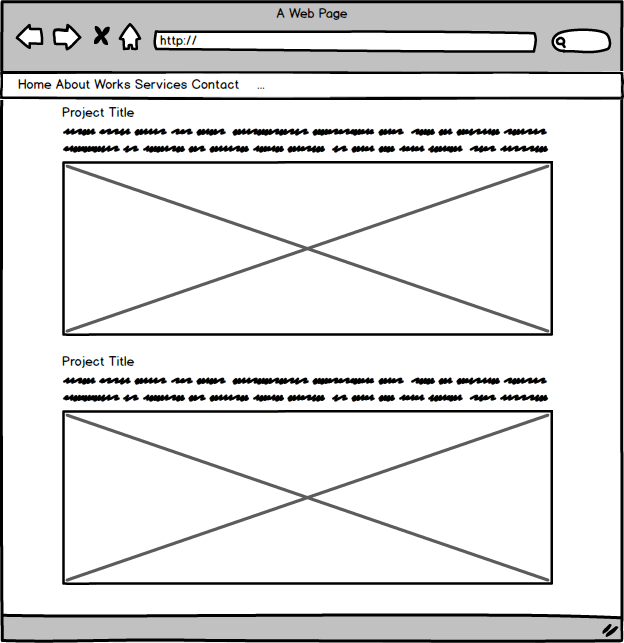 A Web Page
http://
Home About Works Services Contact ...
Project Title
Project Title